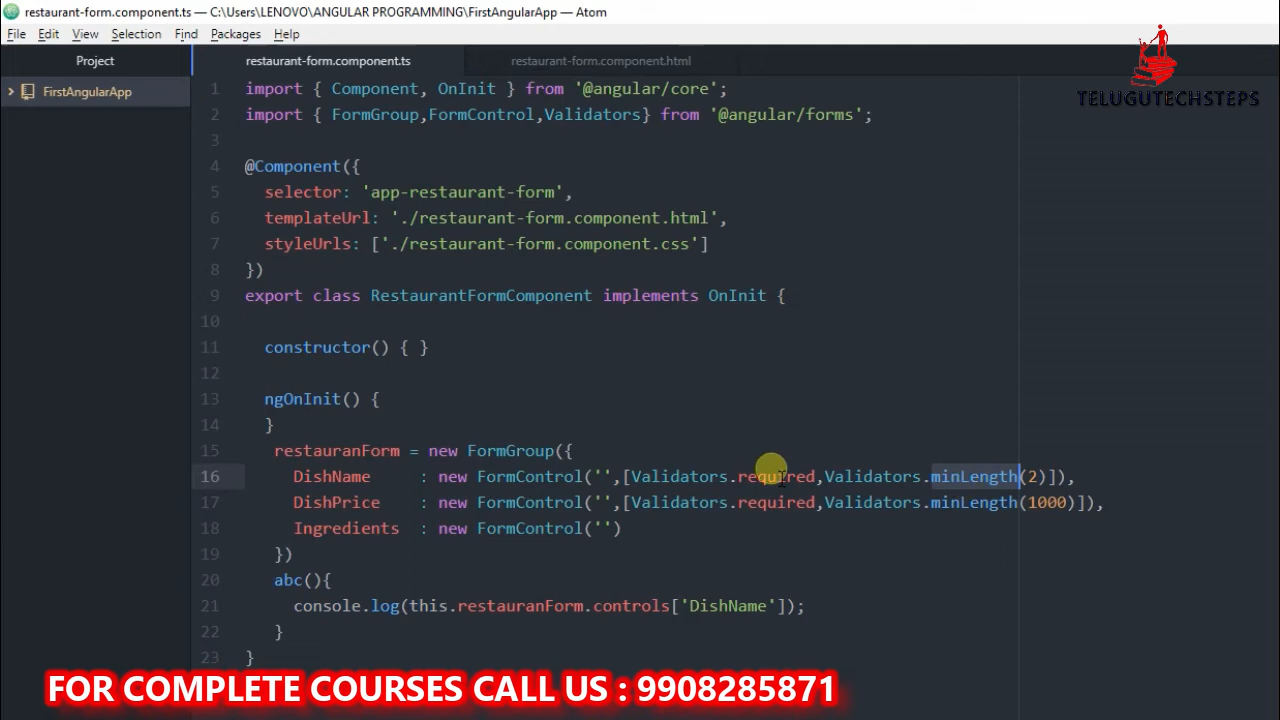 restaurant-form.component.ts — C:\Users\LENOVO\ANGULAR PROGRAMMING\FirstAngularApp — Atom
File Edit View Selection Find Packages Help
Project
restaurant-form.component.ts restaurant-form.component.html
FirstAngularApp
TELUGUTECHSTEPS
1 import { Component, OnInit } from '@angular/core';
2 import { FormGroup,FormControl,Validators} from '@angular/forms';
3
4 @Component({
5 selector: 'app-restaurant-form',
6 templateUrl: './restaurant-form.component.html',
7 styleUrls: ['./restaurant-form.component.css']
8 })
9 export class RestaurantFormComponent implements OnInit {
10
11 constructor() { }
12
13 ngOnInit() {
14 }
15 restauranForm = new FormGroup({
16 DishName : new FormControl('',[Validators.required,Validators.minLength(2)]),
17 DishPrice : new FormControl('',[Validators.required,Validators.minLength(1000)]),
18 Ingredients : new FormControl('')
19 })
20 abc(){
21 console.log(this.restauranForm.controls['DishName']);
22 }
23 }
FOR COMPLETE COURSES CALL US : 9908285871